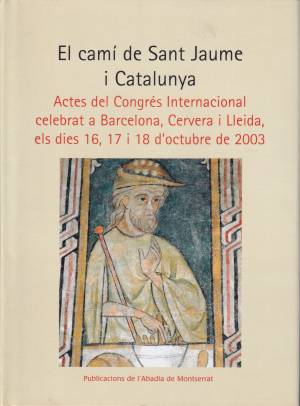 El camí de Sant Jaume
i Catalunya
Actes del Congrés Internacional
celebrat a Barcelona, Cervera i Lleida,
els dies 16, 17 i 18 d'octubre de 2003
Publicacions de l'Abadia de Montserrat